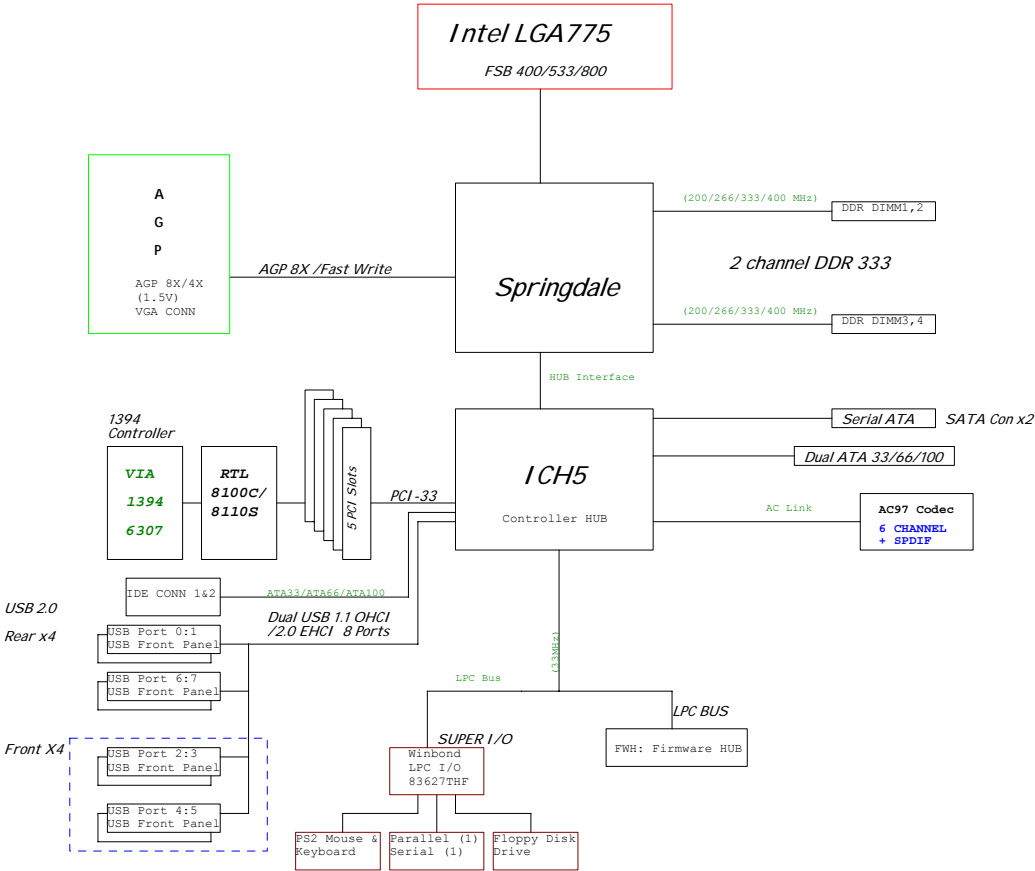 Intel LGA775
FSB 400/533/800
A
G
P
AGP 8X/4X
(1.5V)
VGA CONN
AGP 8X /Fast Write
Springdale
(200/266/333/400 MHz)
DDR DIMM1,2
2 channel DDR 333
(200/266/333/400 MHz)
DDR DIMM3,4
HUB Interface
1394
Controller
VIA
1394
6307
RTL
8100C/
8110S
5 PCI Slots
PCI-33
ICH5
Controller HUB
Serial ATA
SATA Con x2
Dual ATA 33/66/100
AC Link
AC97 Codec
6 CHANNEL
+ SPDIF
IDE CONN 1&2
ATA33/ATA66/ATA100
USB 2.0
Rear x4
Dual USB 1.1 OHCI
/2.0 EHCI 8 Ports
USB Port 0:1
USB Front Panel
USB Port 6:7
USB Front Panel
Front X4
USB Port 2:3
USB Front Panel
USB Port 4:5
USB Front Panel
(33MHz)
LPC Bus
LPC BUS
FWH: Firmware HUB
SUPER I/O
Winbond
LPC I/O
83627THF
PS2 Mouse &
Keyboard
Parallel (1)
Serial (1)
Floppy Disk
Drive